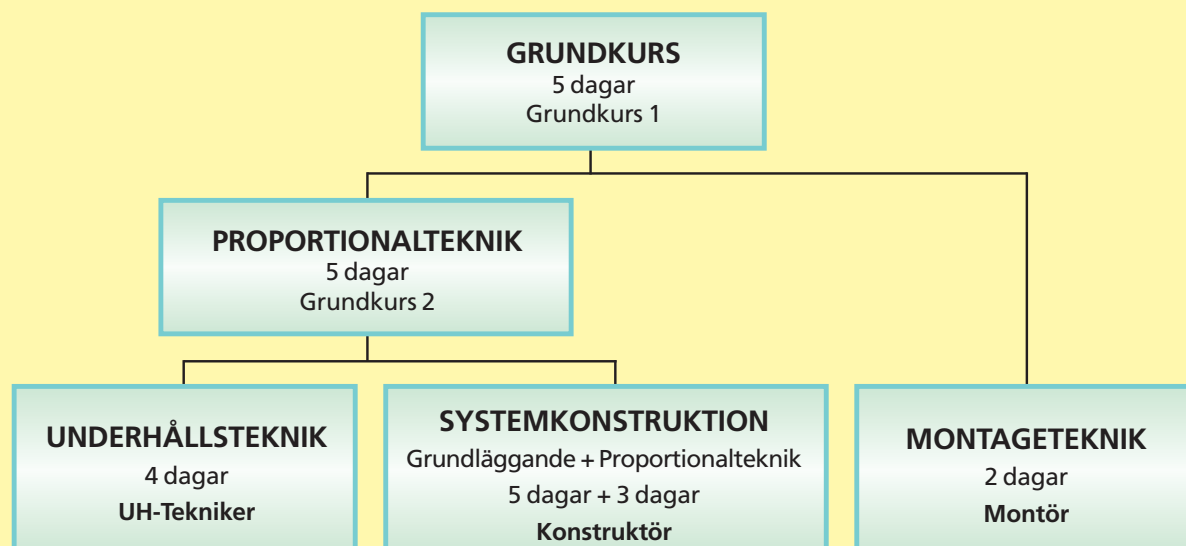 GRUNDKURS
5 dagar
Grundkurs 1
PROPORTIONALTEKNIK
5 dagar
Grundkurs 2
UNDERHÅLLSTEKNIK
4 dagar
UH-Tekniker
SYSTEMKONSTRUKTION
Grundläggande + Proportionalteknik
5 dagar + 3 dagar
Konstruktör
MONTAGETEKNIK
2 dagar
Montör